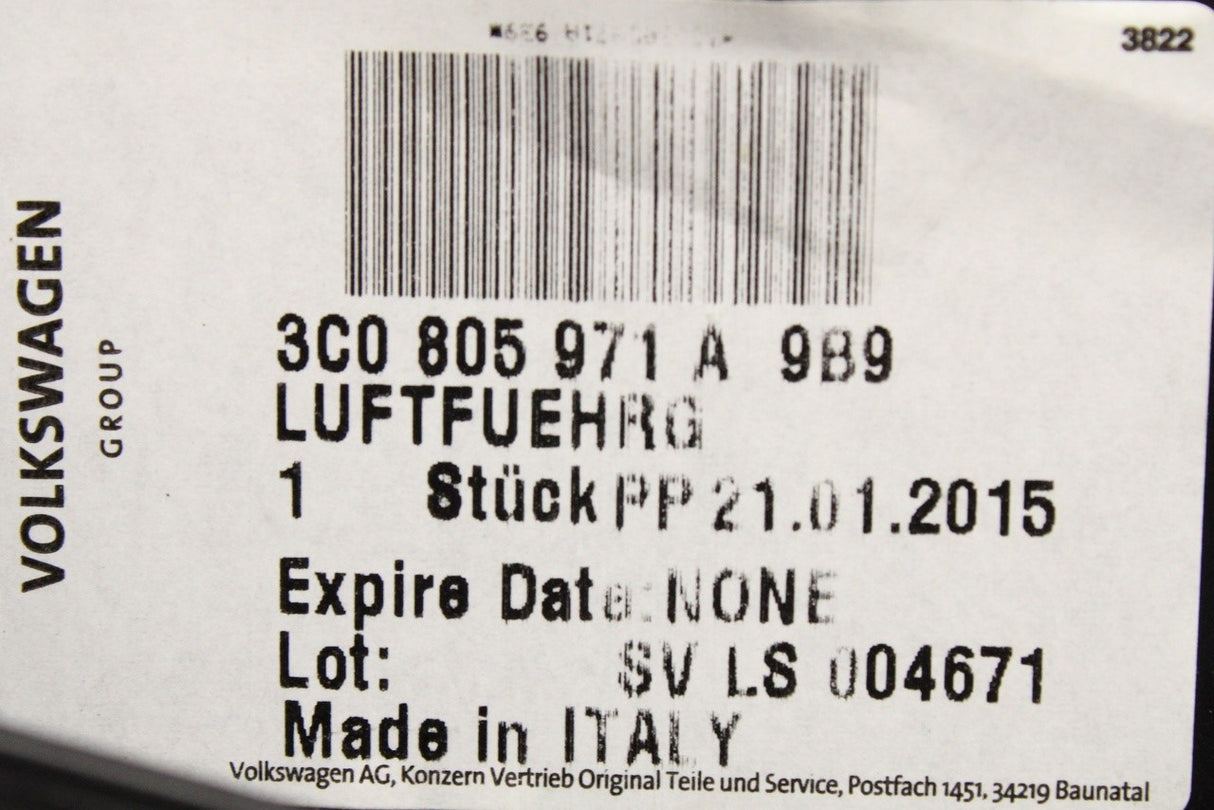 3822
VOLKSWAGEN
GROUP
3C0 805 971 A 9B9
LUFTFUEHRG
1 Stück PP 21.01.2015
Expire Date: NONE
Lot: SV LS 004671
Made in ITALY
Volkswagen AG, Konzern Vertrieb Original Teile und Service, Postfach 1451, 34219 Baunatal